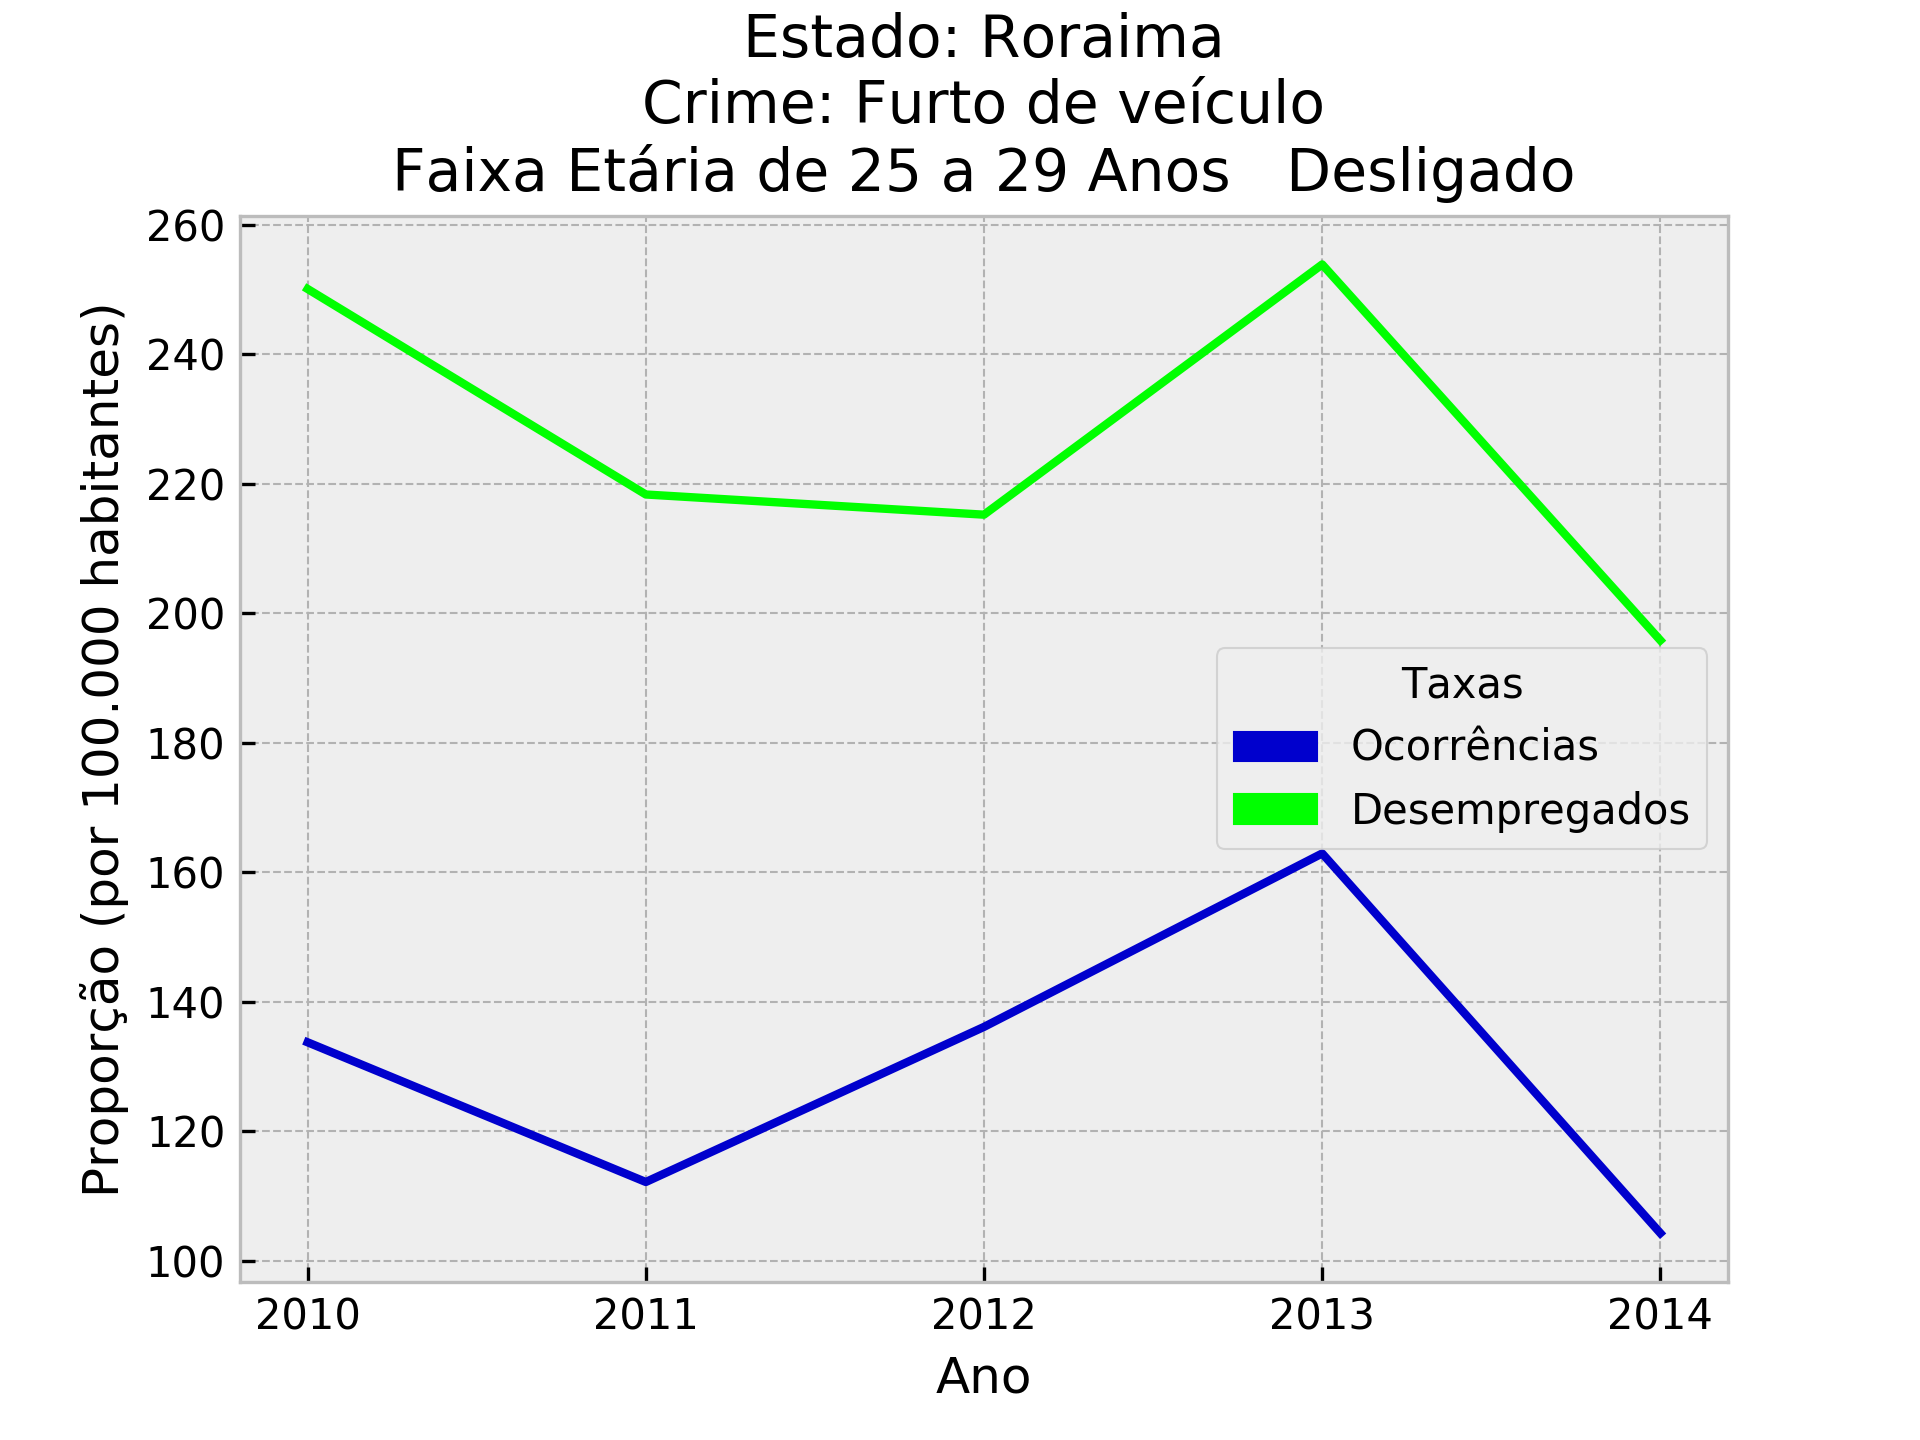 Estado: Roraima
Crime: Furto de veículo
Faixa Etária de 25 a 29 Anos   Desligado
Proporção (por 100.000 habitantes)
260
240
220
200
180
160
140
120
100
Taxas
Ocorrências
Desempregados
2010 2011 2012 2013 2014
Ano